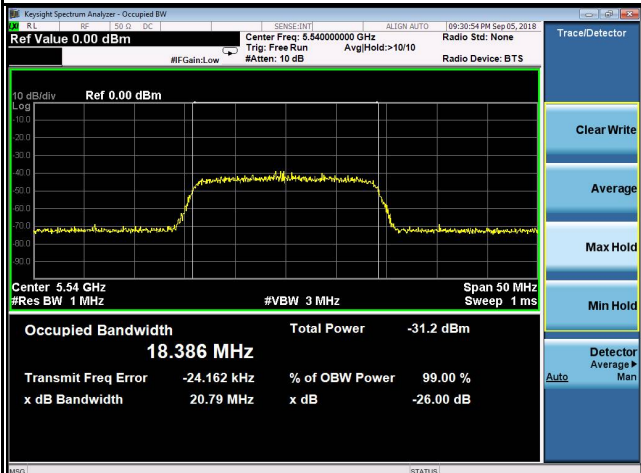 Keysight Spectrum Analyzer - Occupied BW
LXI RL RF 50 Ω DC SENSE:INT ALIGN AUTO 09:30:54 PM Sep 05, 2018
Ref Value 0.00 dBm Center Freq: 5.540000000 GHz Radio Std: None
Trig: Free Run Avg|Hold:>10/10
#IFGain:Low #Atten: 10 dB Radio Device: BTS
Trace/Detector
10 dB/div Ref 0.00 dBm
Log
-10.0
-20.0
-30.0
-40.0
-50.0
-60.0
-70.0
-80.0
-90.0
Center 5.54 GHz Span 50 MHz
#Res BW 1 MHz #VBW 3 MHz Sweep 1 ms
Occupied Bandwidth Total Power -31.2 dBm
18.386 MHz
Transmit Freq Error -24.162 kHz % of OBW Power 99.00 %
x dB Bandwidth 20.79 MHz x dB -26.00 dB
Clear Write
Average
Max Hold
Min Hold
Detector
Average▶
Auto Man
MSG STATUS